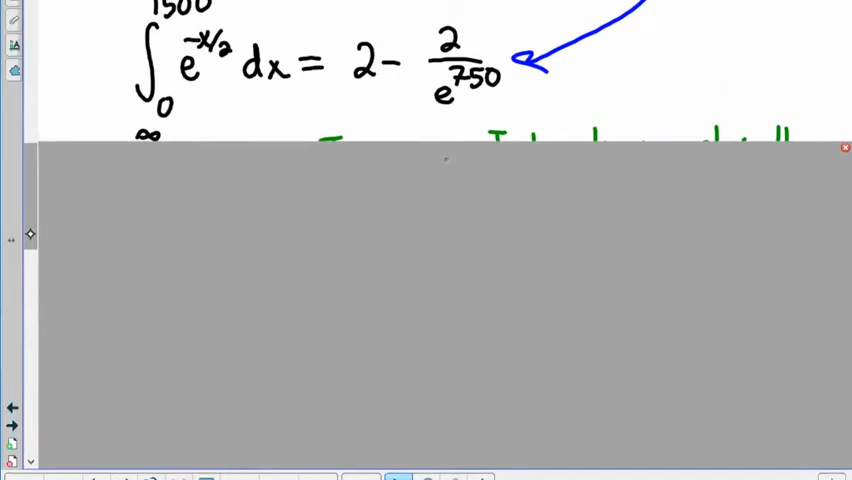 1500
∫ e^{-x/2} dx = 2 - 2/e^{750}
0
∞